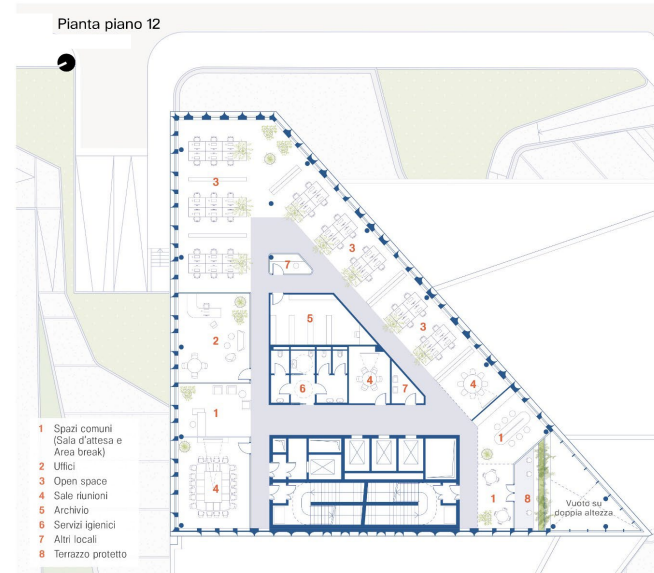 Pianta piano 12
3
3
7
5
3
2
4
4
6
7
1
1
4
1
8
Vuoto su
doppia altezza
1 Spazi comuni
(Sala d'attesa e
Area break)
2 Uffici
3 Open space
4 Sale riunioni
5 Archivio
6 Servizi igienici
7 Altri locali
8 Terrazzo protetto